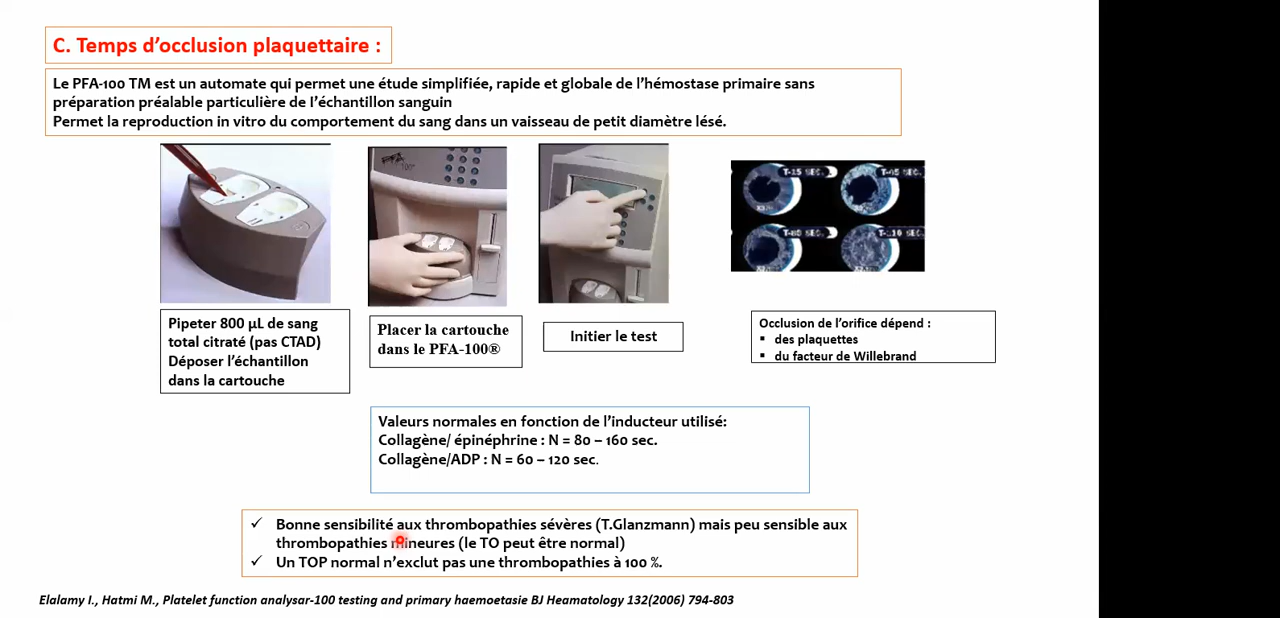 C. Temps d’occlusion plaquettaire :
Le PFA-100 TM est un automate qui permet une étude simplifiée, rapide et globale de l’hémostase primaire sans
préparation préalable particulière de l’échantillon sanguin
Permet la reproduction in vitro du comportement du sang dans un vaisseau de petit diamètre lésé.
Pipeter 800 µL de sang
total citraté (pas CTAD)
Déposer l’échantillon
dans la cartouche
Placer la cartouche
dans le PFA-100®
Initier le test
Occlusion de l’orifice dépend :
▪ des plaquettes
▪ du facteur de Willebrand
Valeurs normales en fonction de l’inducteur utilisé:
Collagène/ épinéphrine : N = 80 – 160 sec.
Collagène/ADP : N = 60 – 120 sec.
✓ Bonne sensibilité aux thrombopathies sévères (T.Glanzmann) mais peu sensible aux
thrombopathies mineures (le TO peut être normal)
✓ Un TOP normal n’exclut pas une thrombopathies à 100 %.
Elalamy I., Hatmi M., Platelet function analysar-100 testing and primary haemoetasie BJ Heamatology 132(2006) 794-803